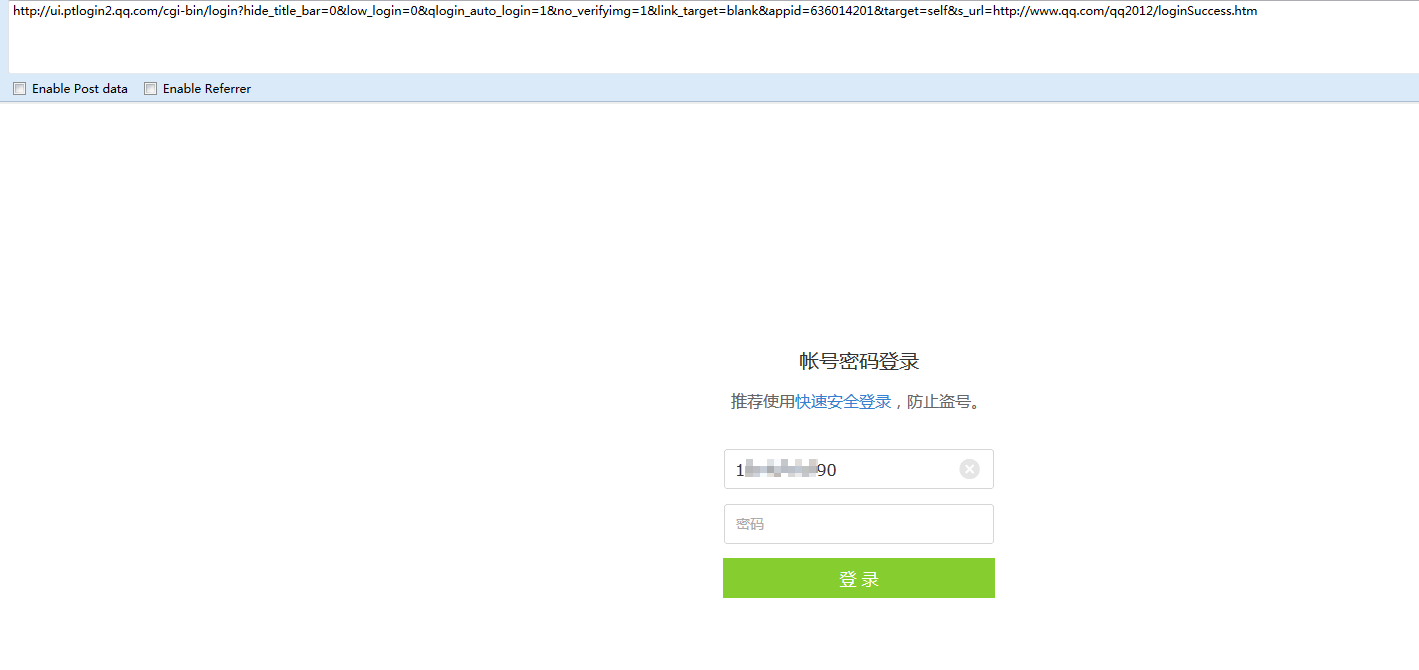 http://ui.ptlogin2.qq.com/cgi-bin/login?hide_title_bar=0&low_login=0&qlogin_auto_login=1&no_verifyimg=1&link_target=blank&appid=636014201&target=self&s_url=http://www.qq.com/qq2012/loginSuccess.htm
Enable Post data Enable Referrer
帐号密码登录
推荐使用快速安全登录，防止盗号。
1 90
密码
登 录